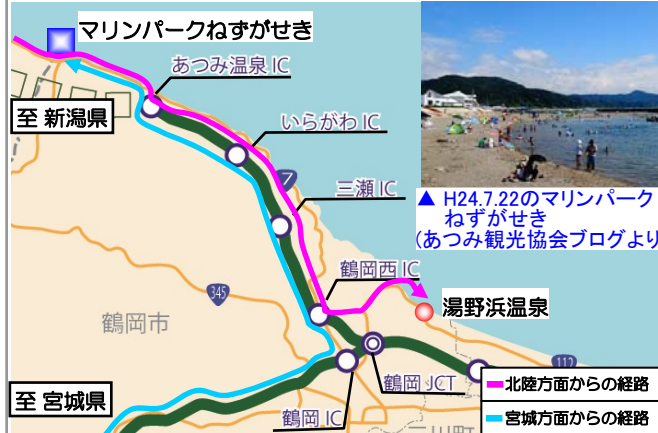 マリンパークねずがせき
あつみ温泉 IC
至 新潟県
いらがわ IC
7
三瀬 IC
▲ H24.7.22のマリンパーク
ねずがせき
(あつみ観光協会ブログより
鶴岡西 IC
345
湯野浜温泉
鶴岡市
112
至 宮城県
鶴岡 JCT
鶴岡 IC
三川町
北陸方面からの経路
宮城方面からの経路